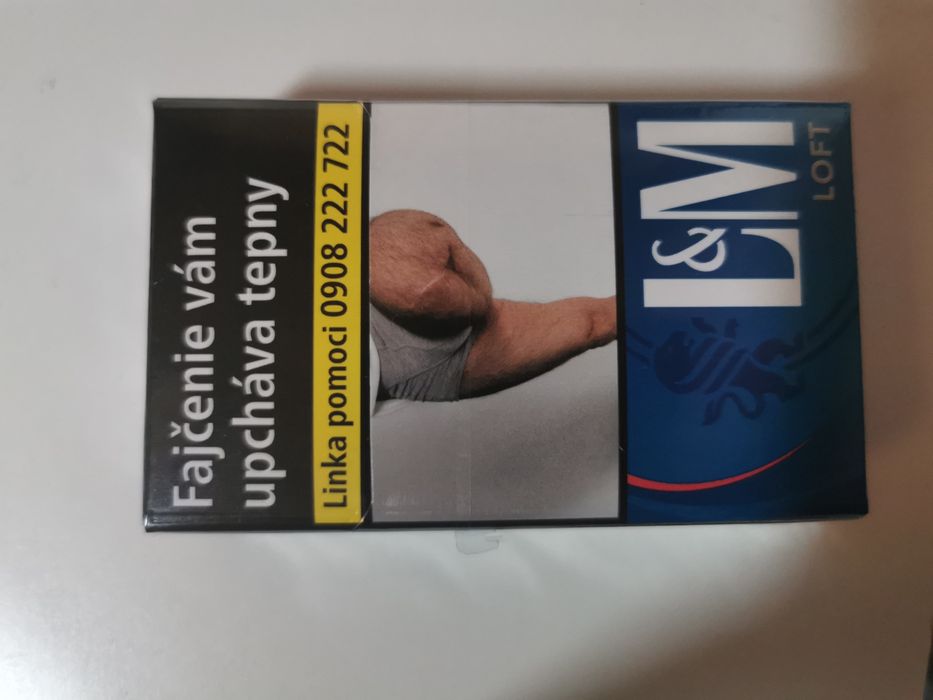 Fajčenie vám
upcháva tepny
Linka pomoci 0908 222 722
L&M
LOFT